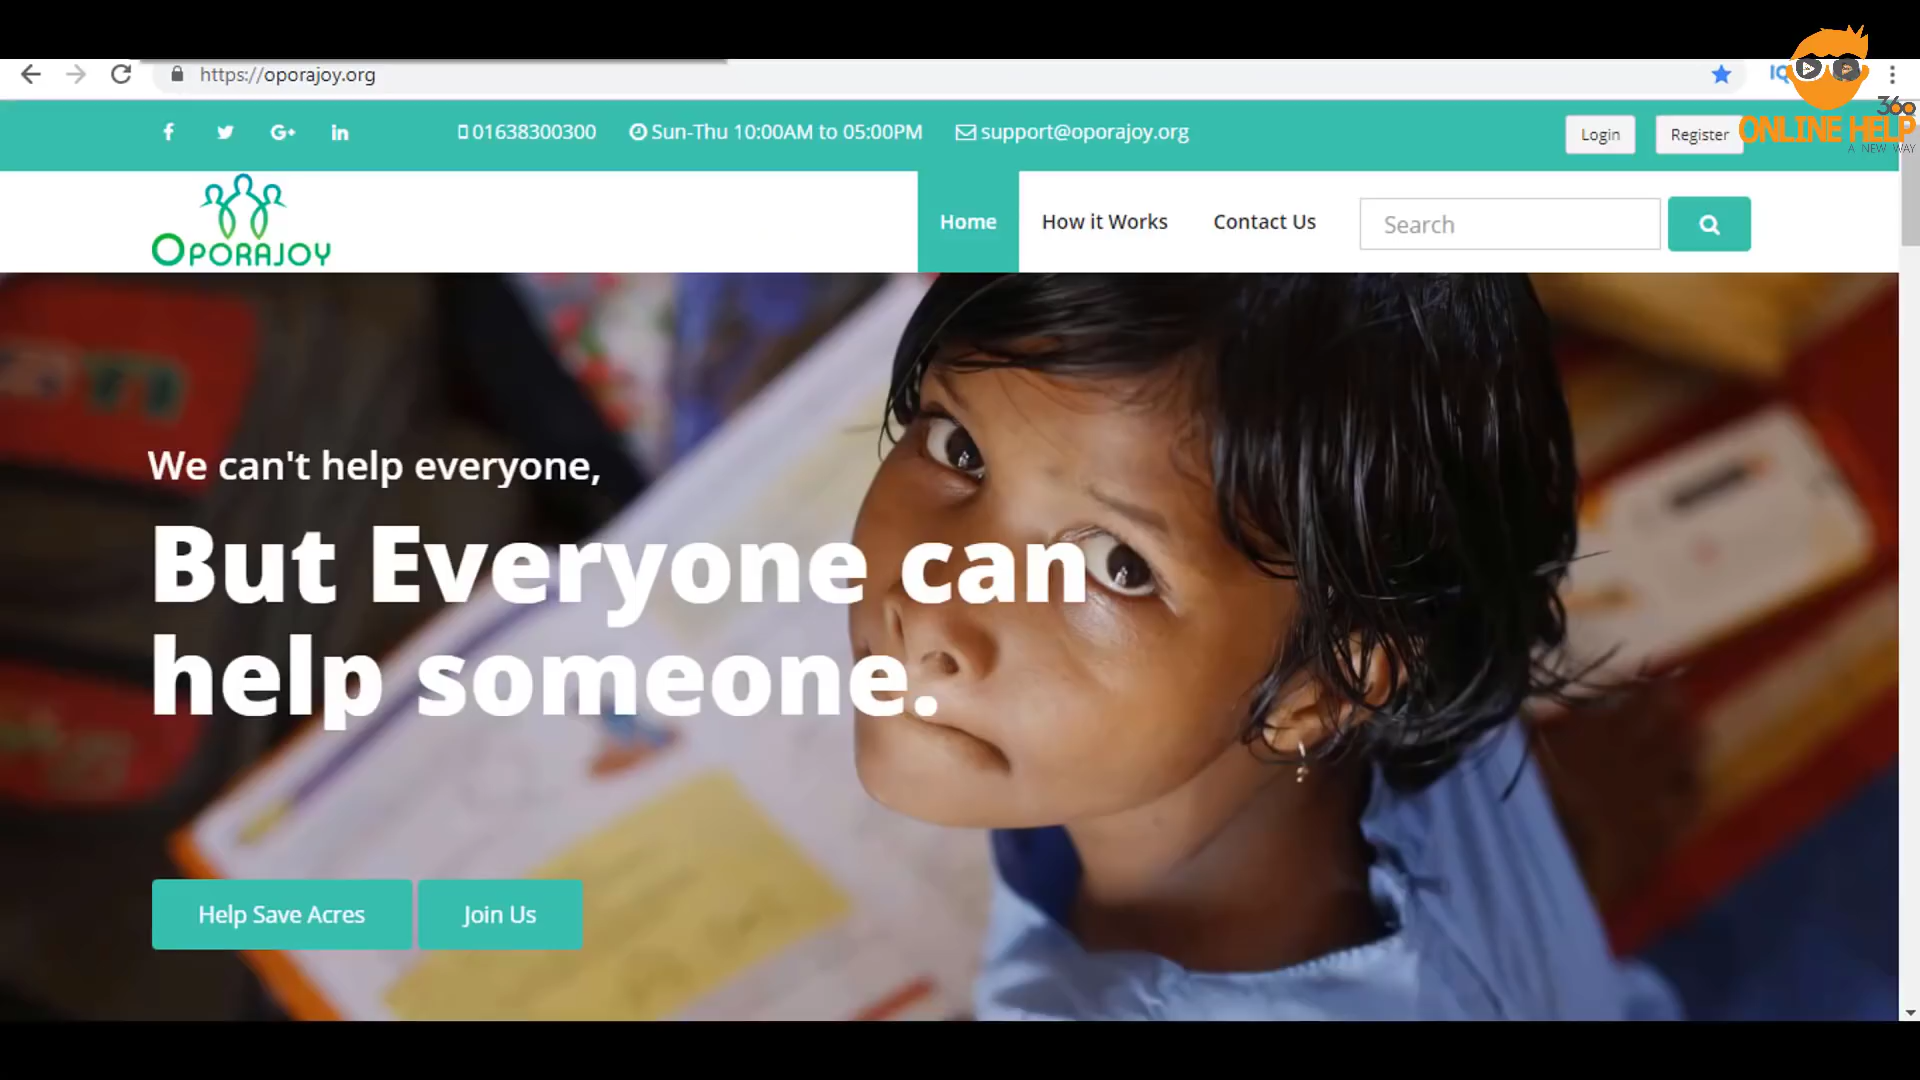 https://oporajoy.org
360
ONLINE HELP
A NEW WAY
01638300300 Sun-Thu 10:00AM to 05:00PM support@oporajoy.org Login Register
OPORAJOY
Home How it Works Contact Us Search
We can't help everyone,
But Everyone can
help someone.
Help Save Acres Join Us